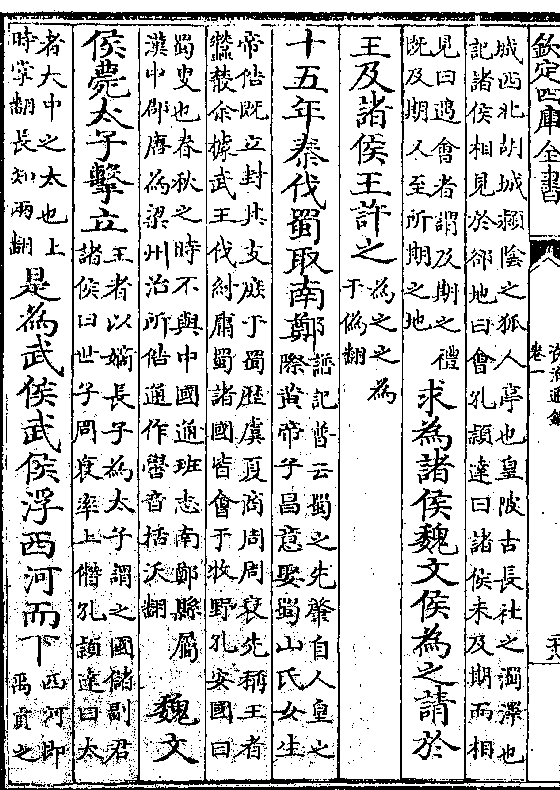 欽定四庫全書
資治通鑑
卷一
城西北胡城潁陰之狐人亭也皇陂古長社之濁澤也
記諸侯相見於郤地曰會孔穎達曰諸侯未及期而相
見曰遇會者謂及期之禮
既及期又至所期之地
求為諸侯魏文侯為之請於
王及諸侯王許之
為之之為
于偽翻
十五年秦伐蜀取南鄭
譜記普云蜀之先肇自人皇之
際黃帝子昌意娶蜀山氏女生
帝俈既立封其支庶于蜀歷虞夏商周周衰先稱王者
蠶叢余據武王伐紂庸蜀諸國皆會于牧野孔安國曰
蜀叟也春秋之時不與中國通班志南鄭縣屬
漢中郡唐為梁州治所俈通作嚳音括沃翻
魏文
侯薨太子擊立
王者以嫡長子為太子謂之國儲副君
諸侯曰世子周衰率上僭孔穎達曰太
者大中之太也上
時掌翻長知兩翻
是為武侯武侯浮西河而下
西河即
禹貢之